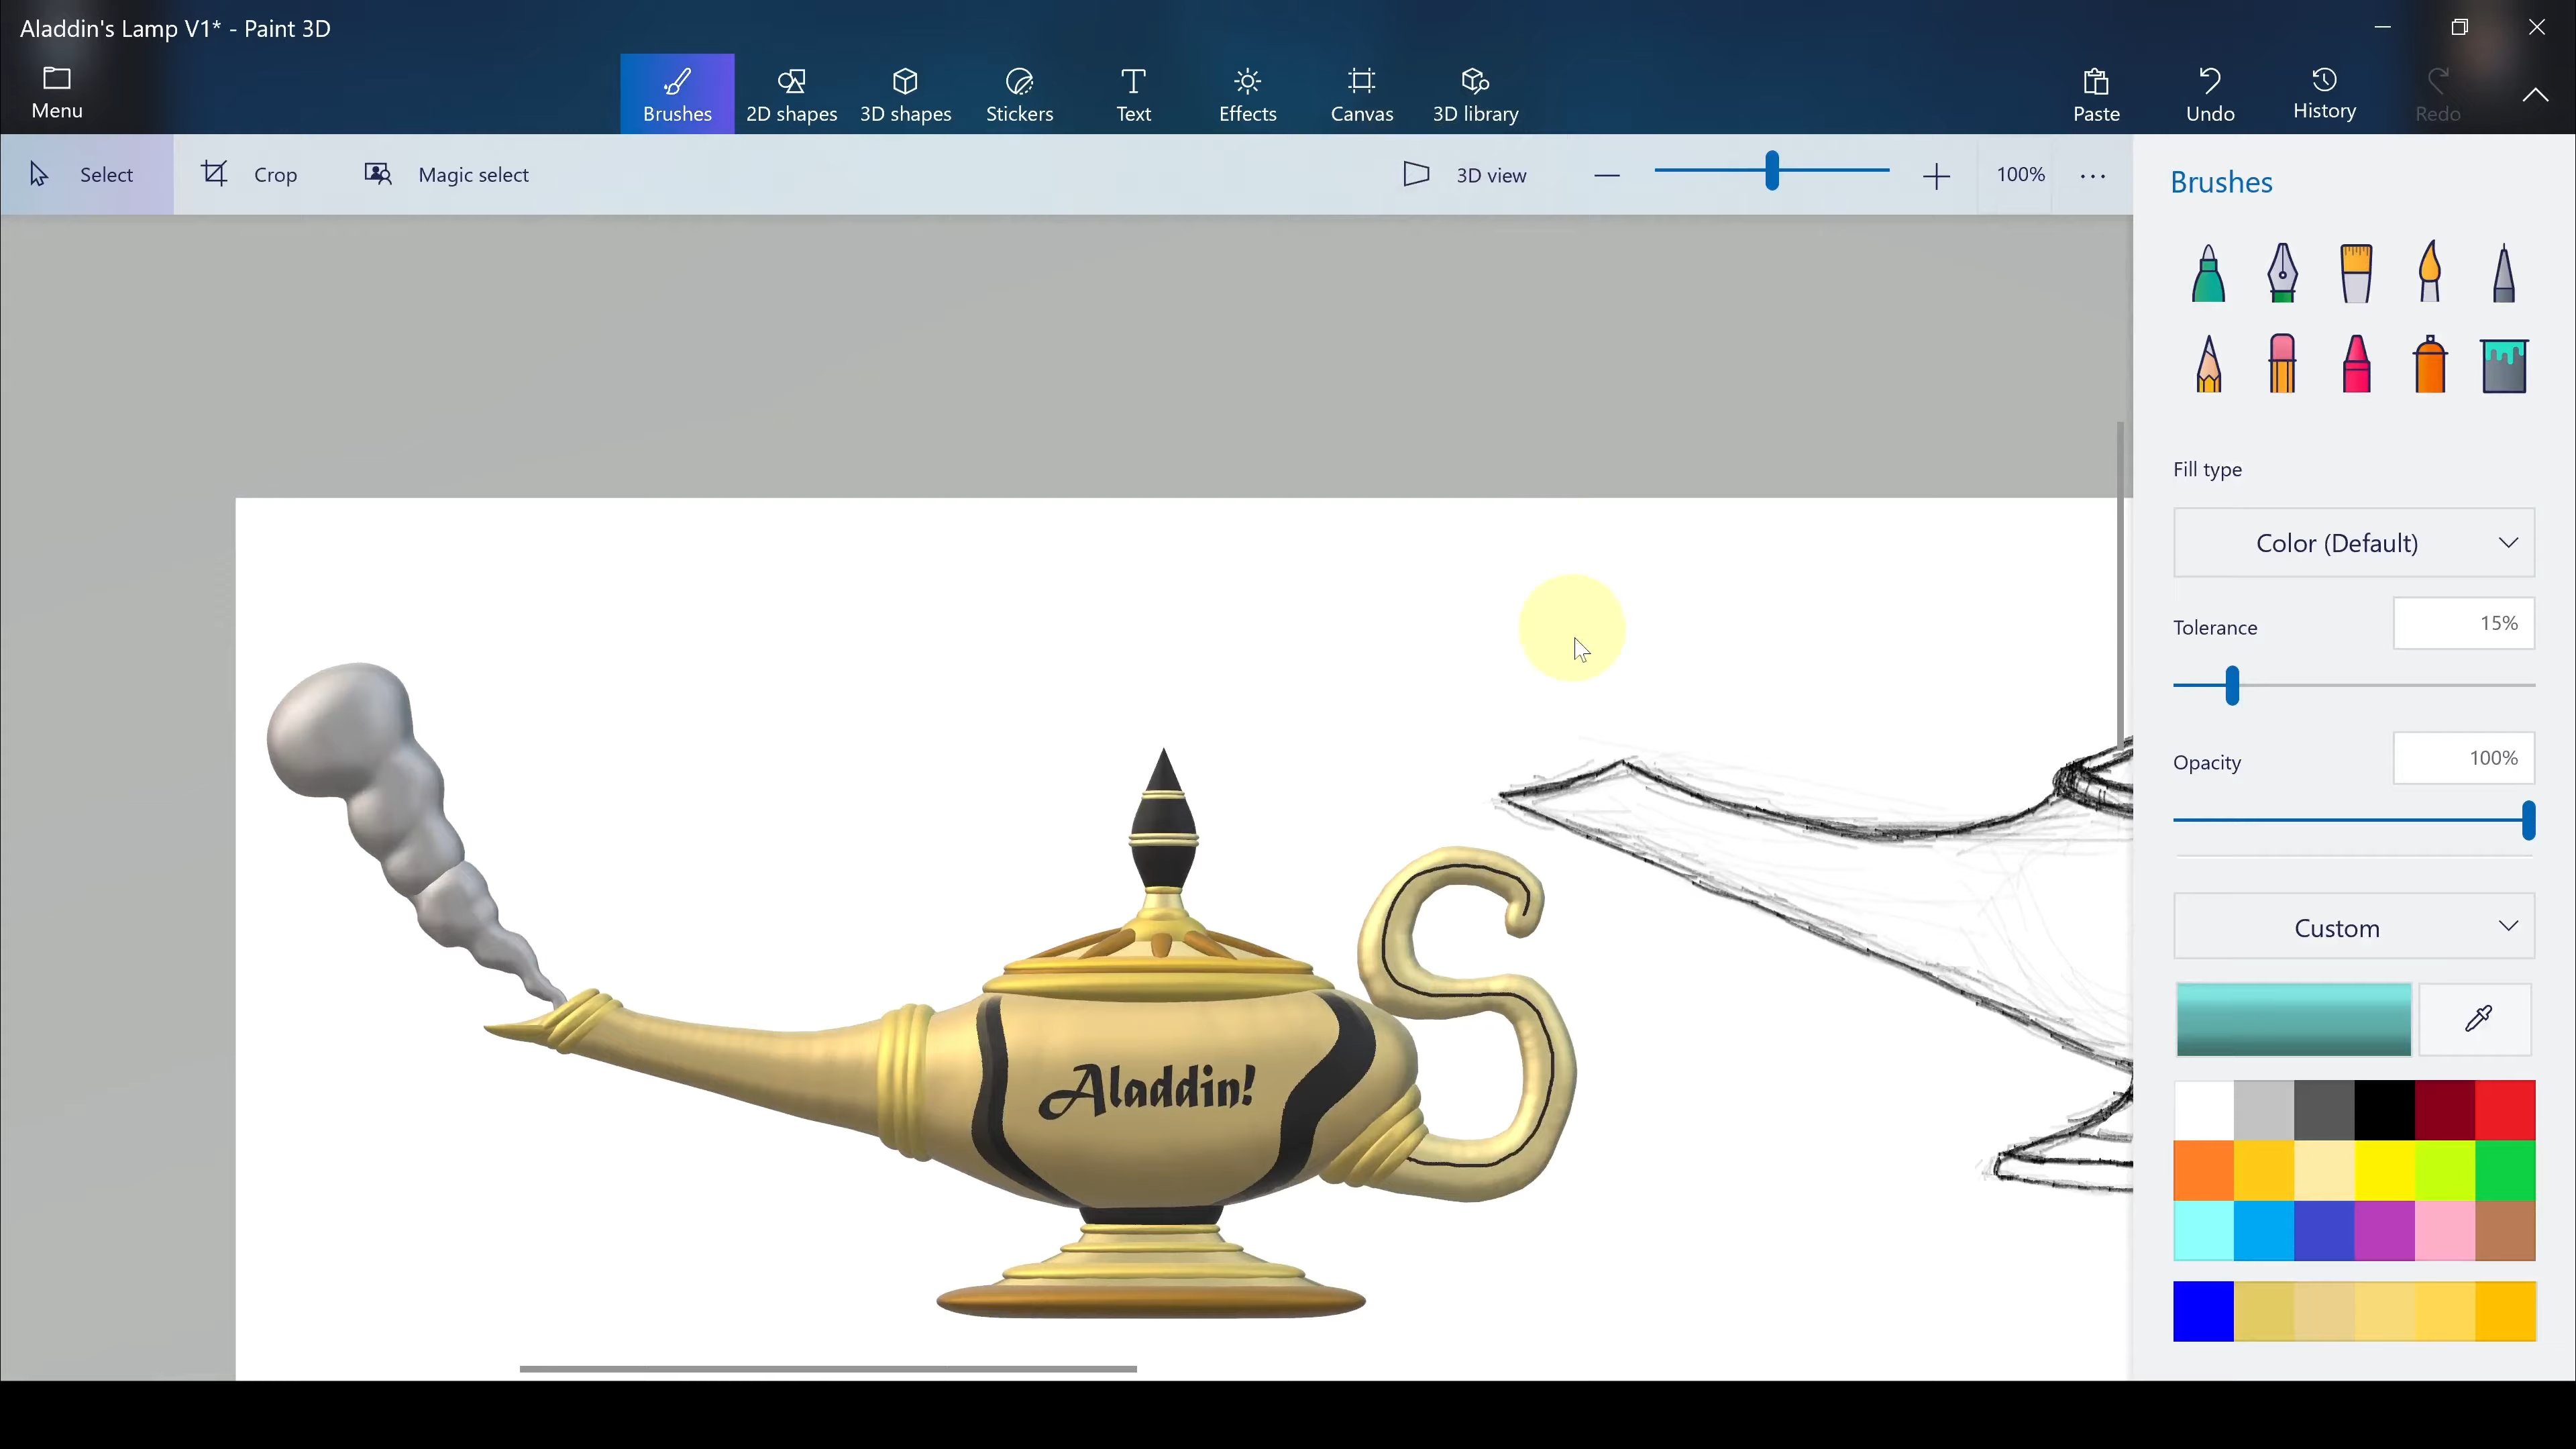 Aladdin's Lamp V1* - Paint 3D
Menu
Brushes
2D shapes
3D shapes
Stickers
Text
Effects
Canvas
3D library
Paste
Undo
History
Redo
Select
Crop
Magic select
3D view
100%
Brushes
Fill type
Color (Default)
Tolerance
15%
Opacity
100%
Custom
Aladdin!